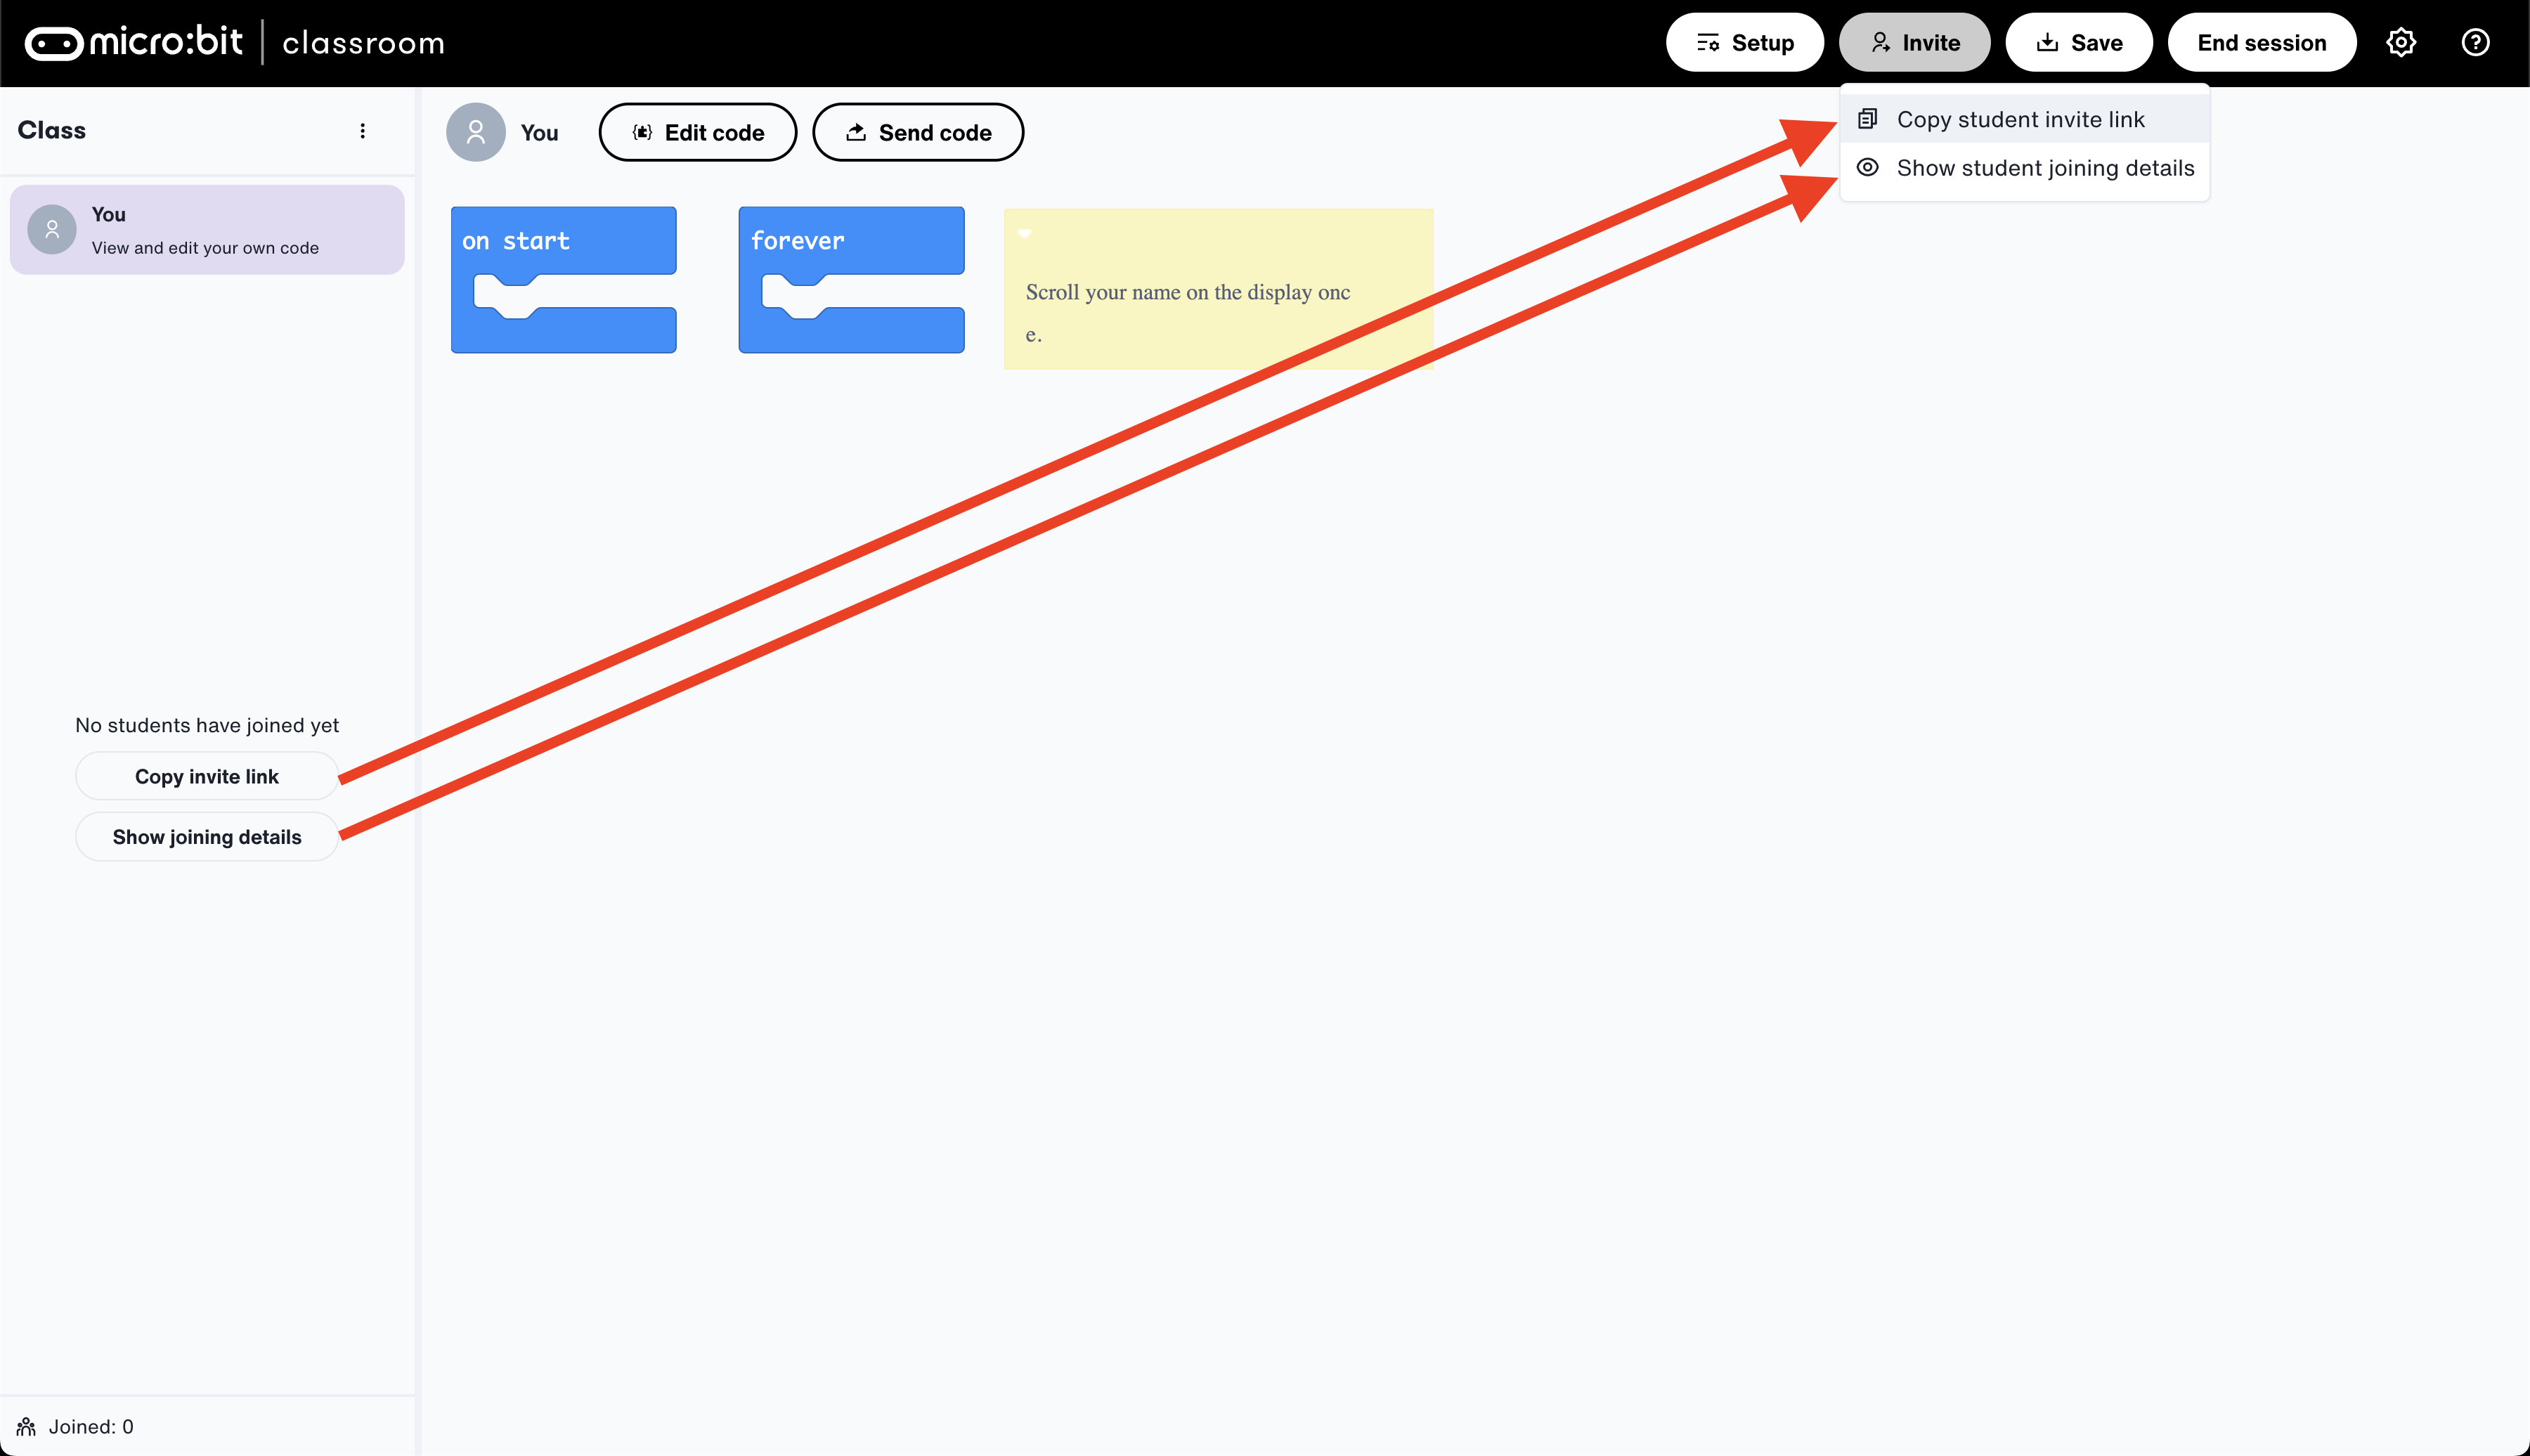 micro:bit | classroom
Setup
Invite
Save
End session
Copy student invite link
Show student joining details
Class
You
View and edit your own code
You
Edit code
Send code
on start
forever
Scroll your name on the display onc
e.
No students have joined yet
Copy invite link
Show joining details
Joined: 0